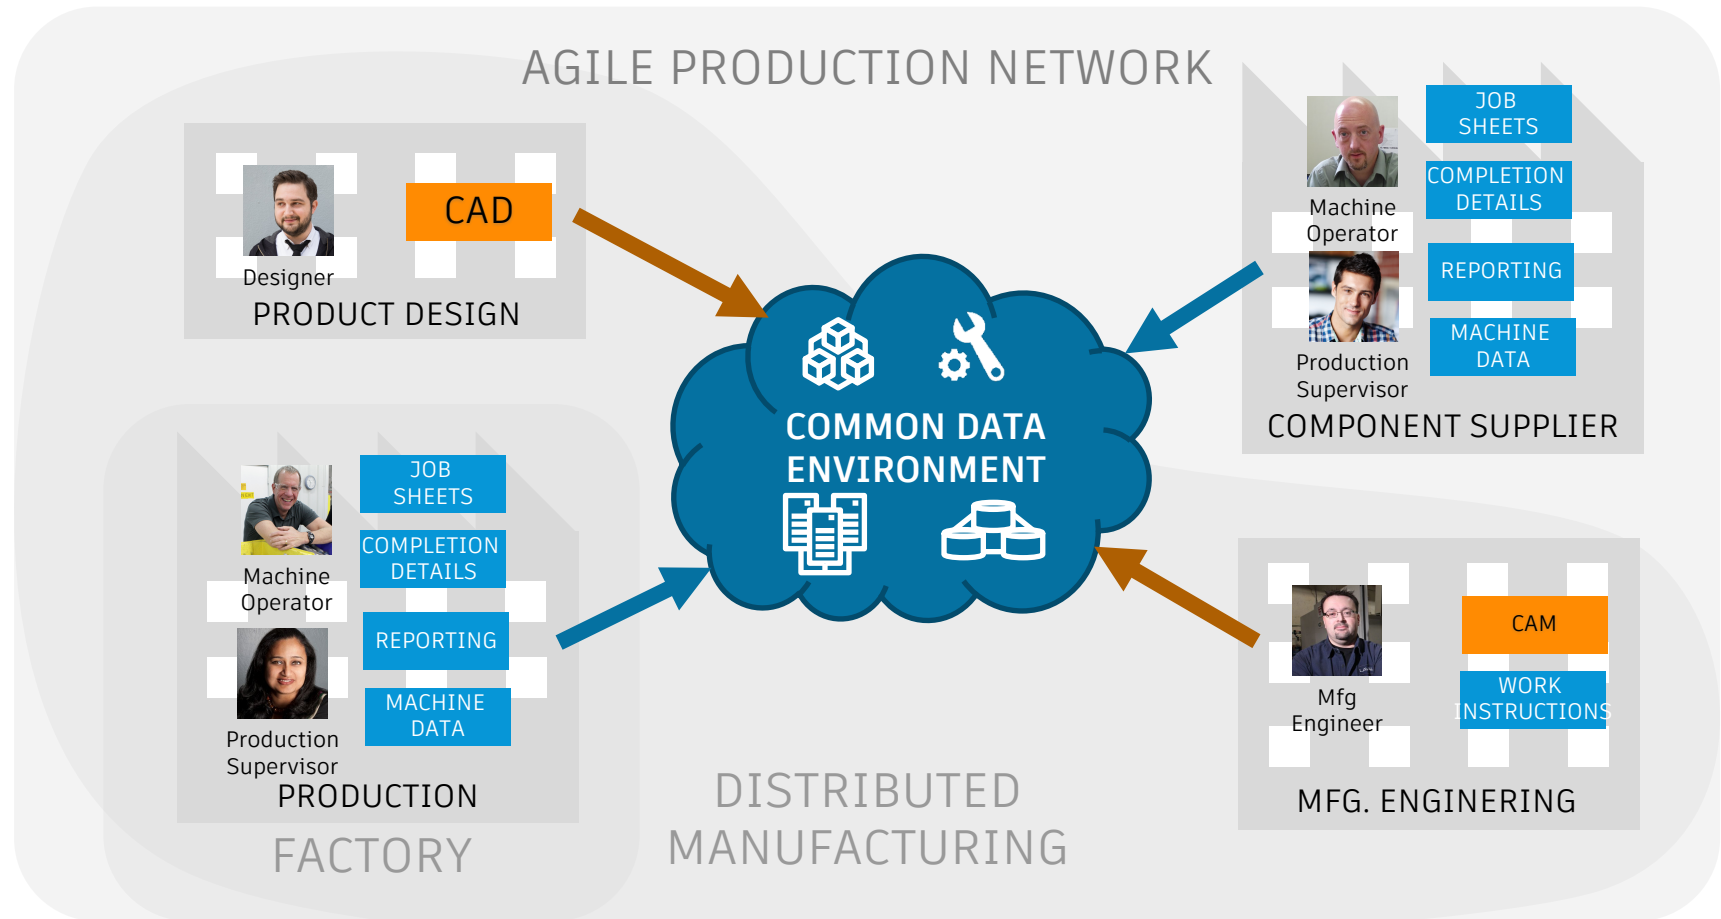 AGILE PRODUCTION NETWORK
CAD
Designer
PRODUCT DESIGN
JOB
SHEETS
COMPLETION
DETAILS
Machine
Operator
REPORTING
MACHINE
DATA
Production
Supervisor
COMPONENT SUPPLIER
COMMON DATA
ENVIRONMENT
JOB
SHEETS
COMPLETION
DETAILS
Machine
Operator
REPORTING
MACHINE
DATA
Production
Supervisor
PRODUCTION
FACTORY
DISTRIBUTED
MANUFACTURING
CAM
WORK
INSTRUCTIONS
Mfg
Engineer
MFG. ENGINERING